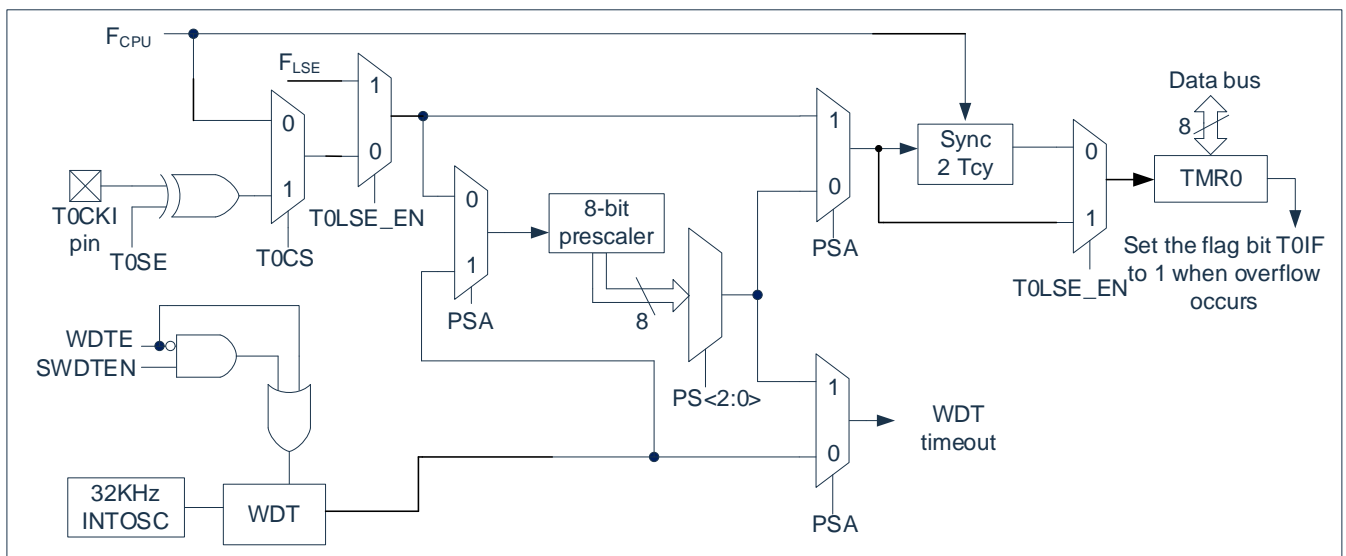 FCPU
FLSE
1
0
0
1
T0CKI
pin
T0SE
T0CS
T0LSE_EN
0
1
PSA
8-bit
prescaler
8
PS<2:0>
1
0
PSA
Sync
2 Tcy
0
1
T0LSE_EN
Data bus
8
TMR0
Set the flag bit T0IF
to 1 when overflow
occurs
WDTE
SWDTEN
32KHz
INTOSC
WDT
1
0
PSA
WDT
timeout